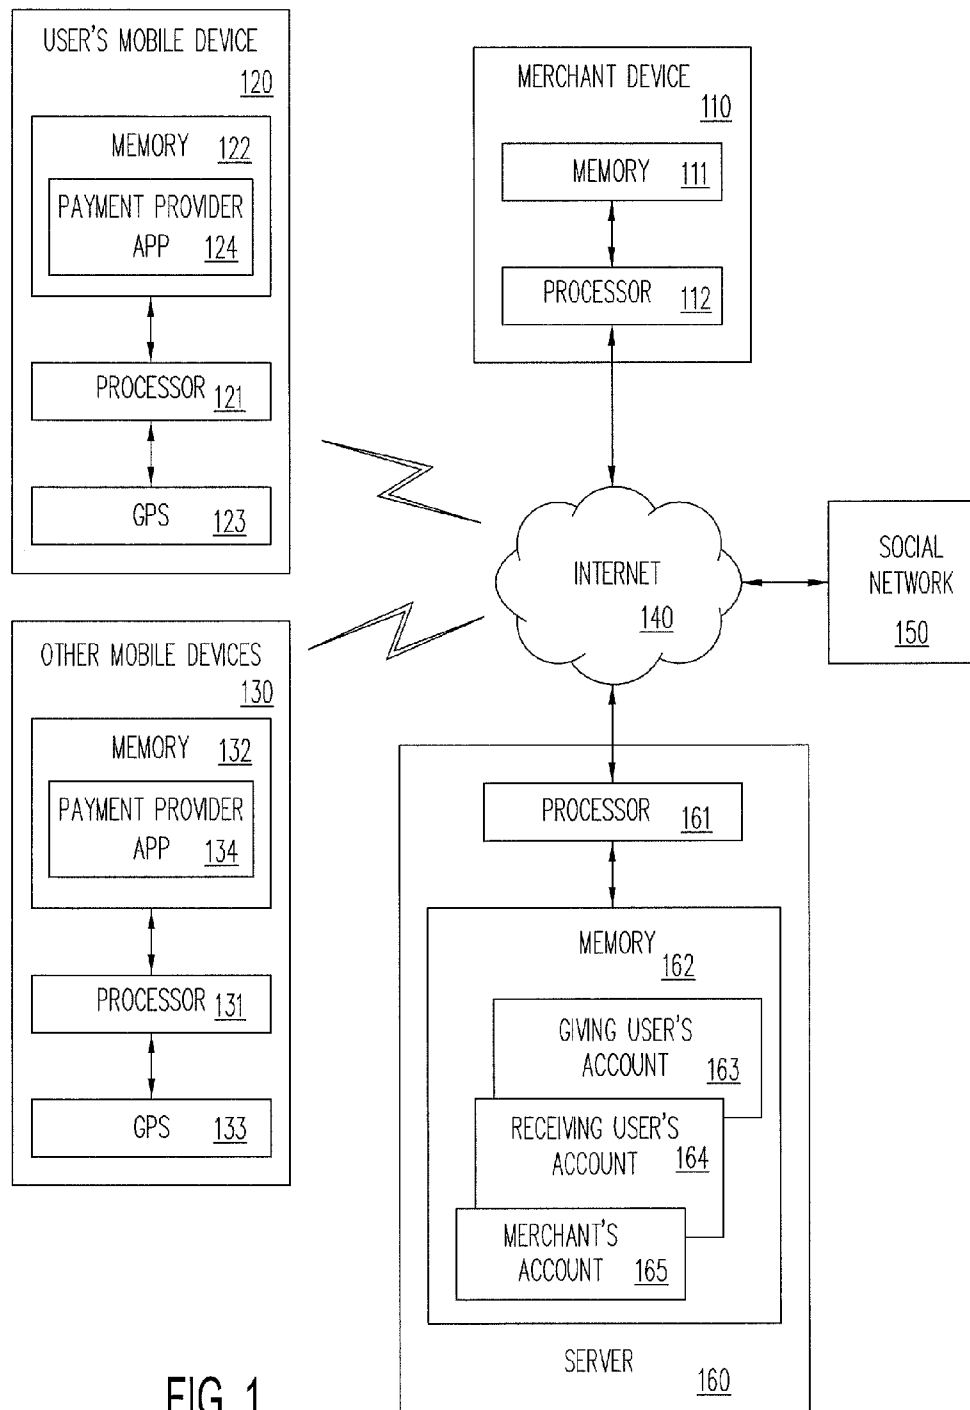 USER'S MOBILE DEVICE
120
MEMORY 122
PAYMENT PROVIDER
APP 124
PROCESSOR 121
GPS 123
MERCHANT DEVICE
110
MEMORY 111
PROCESSOR 112
INTERNET
140
SOCIAL
NETWORK
150
OTHER MOBILE DEVICES
130
MEMORY 132
PAYMENT PROVIDER
APP 134
PROCESSOR 131
GPS 133
PROCESSOR 161
MEMORY 162
GIVING USER'S
ACCOUNT 163
RECEIVING USER'S
ACCOUNT 164
MERCHANT'S
ACCOUNT 165
SERVER
160
FIG. 1